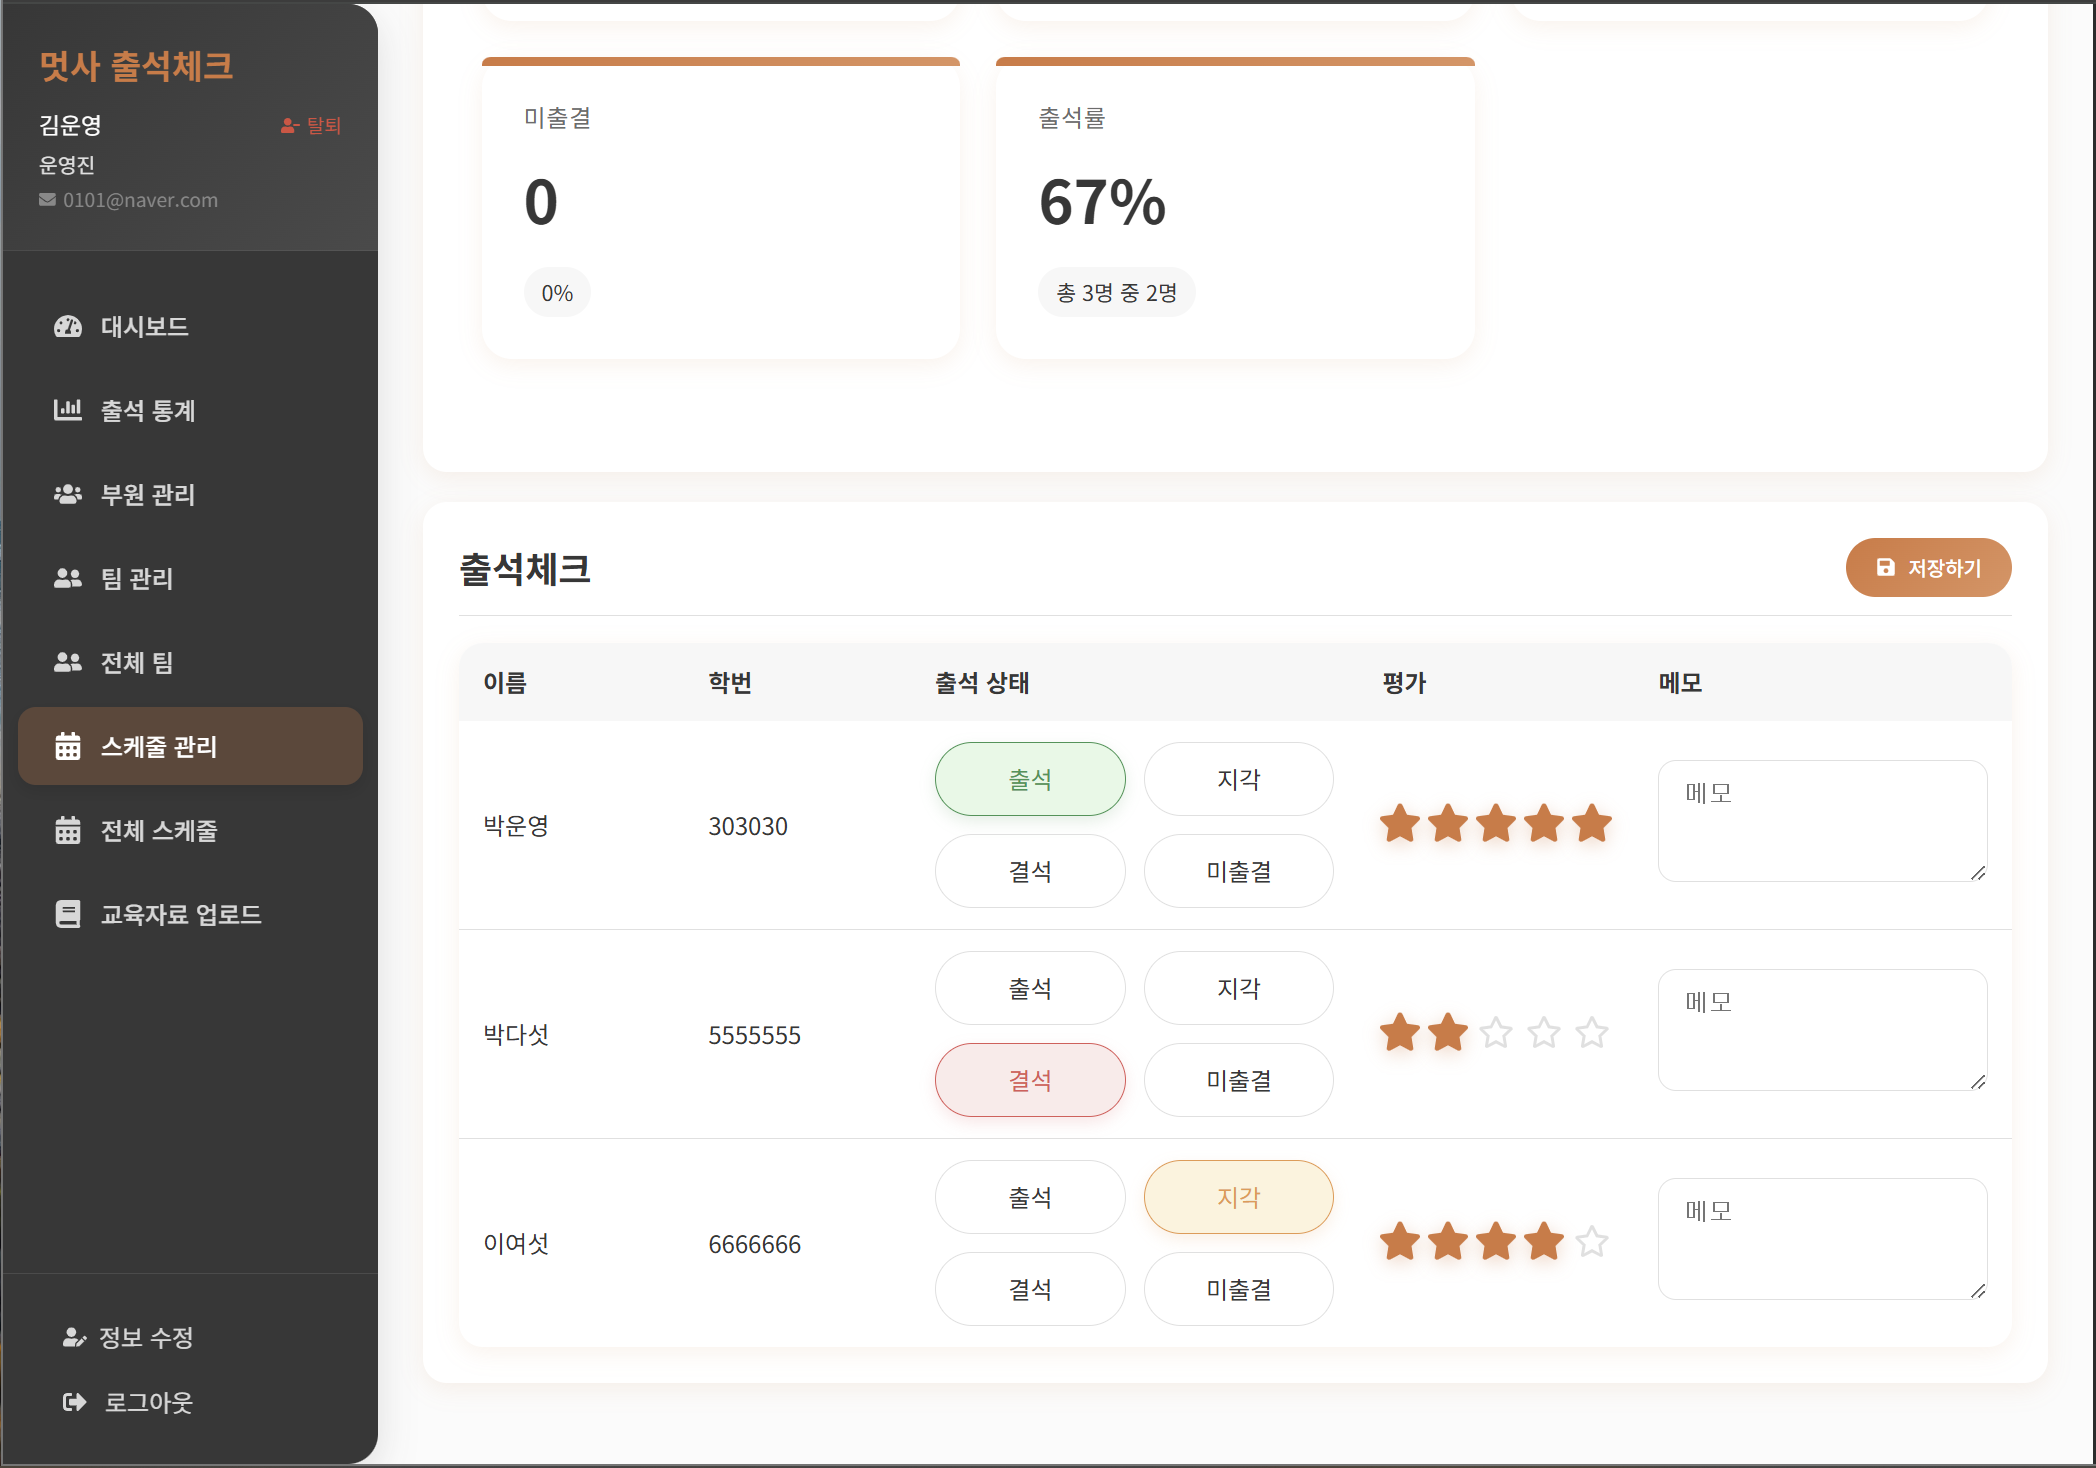 멋사 출석체크
김운영
탈퇴
운영진
0101@naver.com
대시보드
출석 통계
부원 관리
팀 관리
전체 팀
스케줄 관리
전체 스케줄
교육자료 업로드
정보 수정
로그아웃
미출결
0
0%
출석률
67%
총 3명 중 2명
출석체크
저장하기
이름 학번 출석 상태 평가 메모
박운영 303030 출석 지각 결석 미출결 메모
박다섯 5555555 출석 지각 결석 미출결 메모
이여섯 6666666 출석 지각 결석 미출결 메모